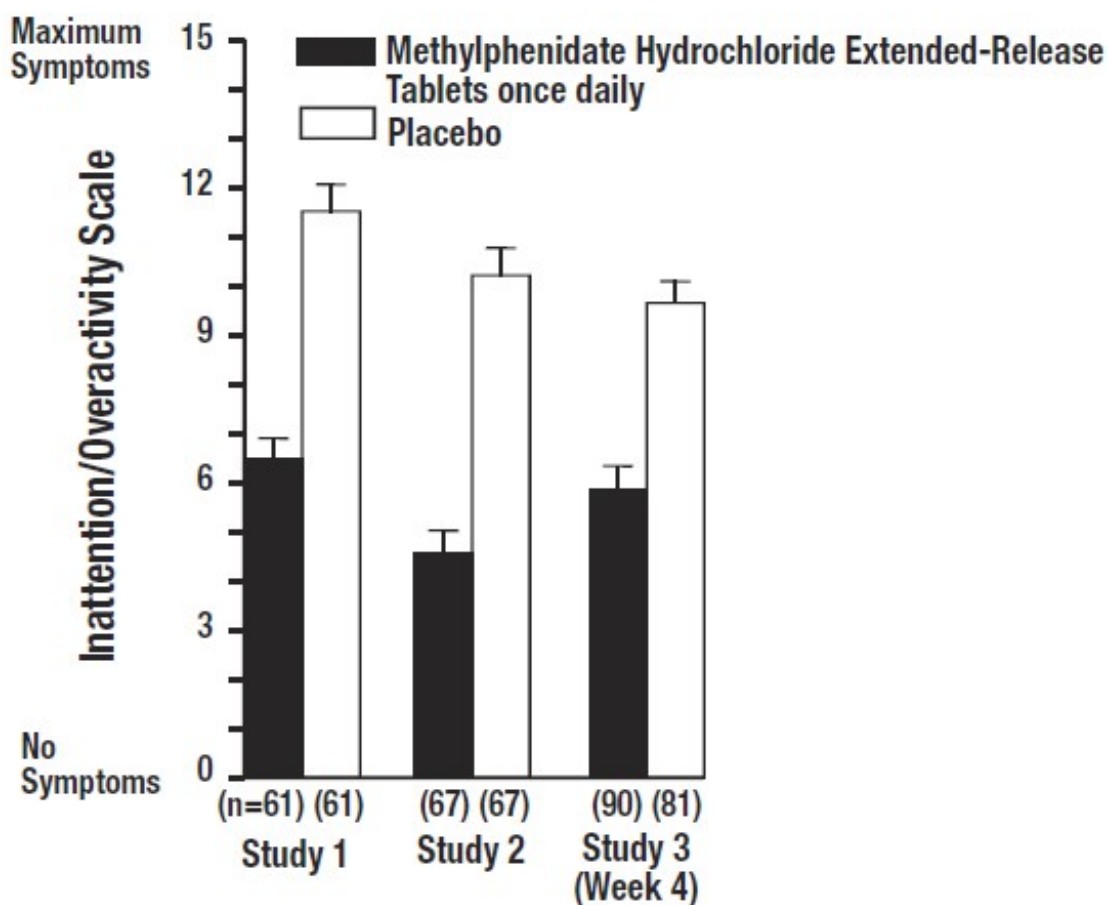 Maximum
Symptoms
15
Methylphenidate Hydrochloride Extended-Release
Tablets once daily
Placebo
Inattention/Overactivity Scale
12
9
6
3
No
Symptoms
0
(n=61) (61)
(67) (67)
(90) (81)
Study 1
Study 2
Study 3
(Week 4)